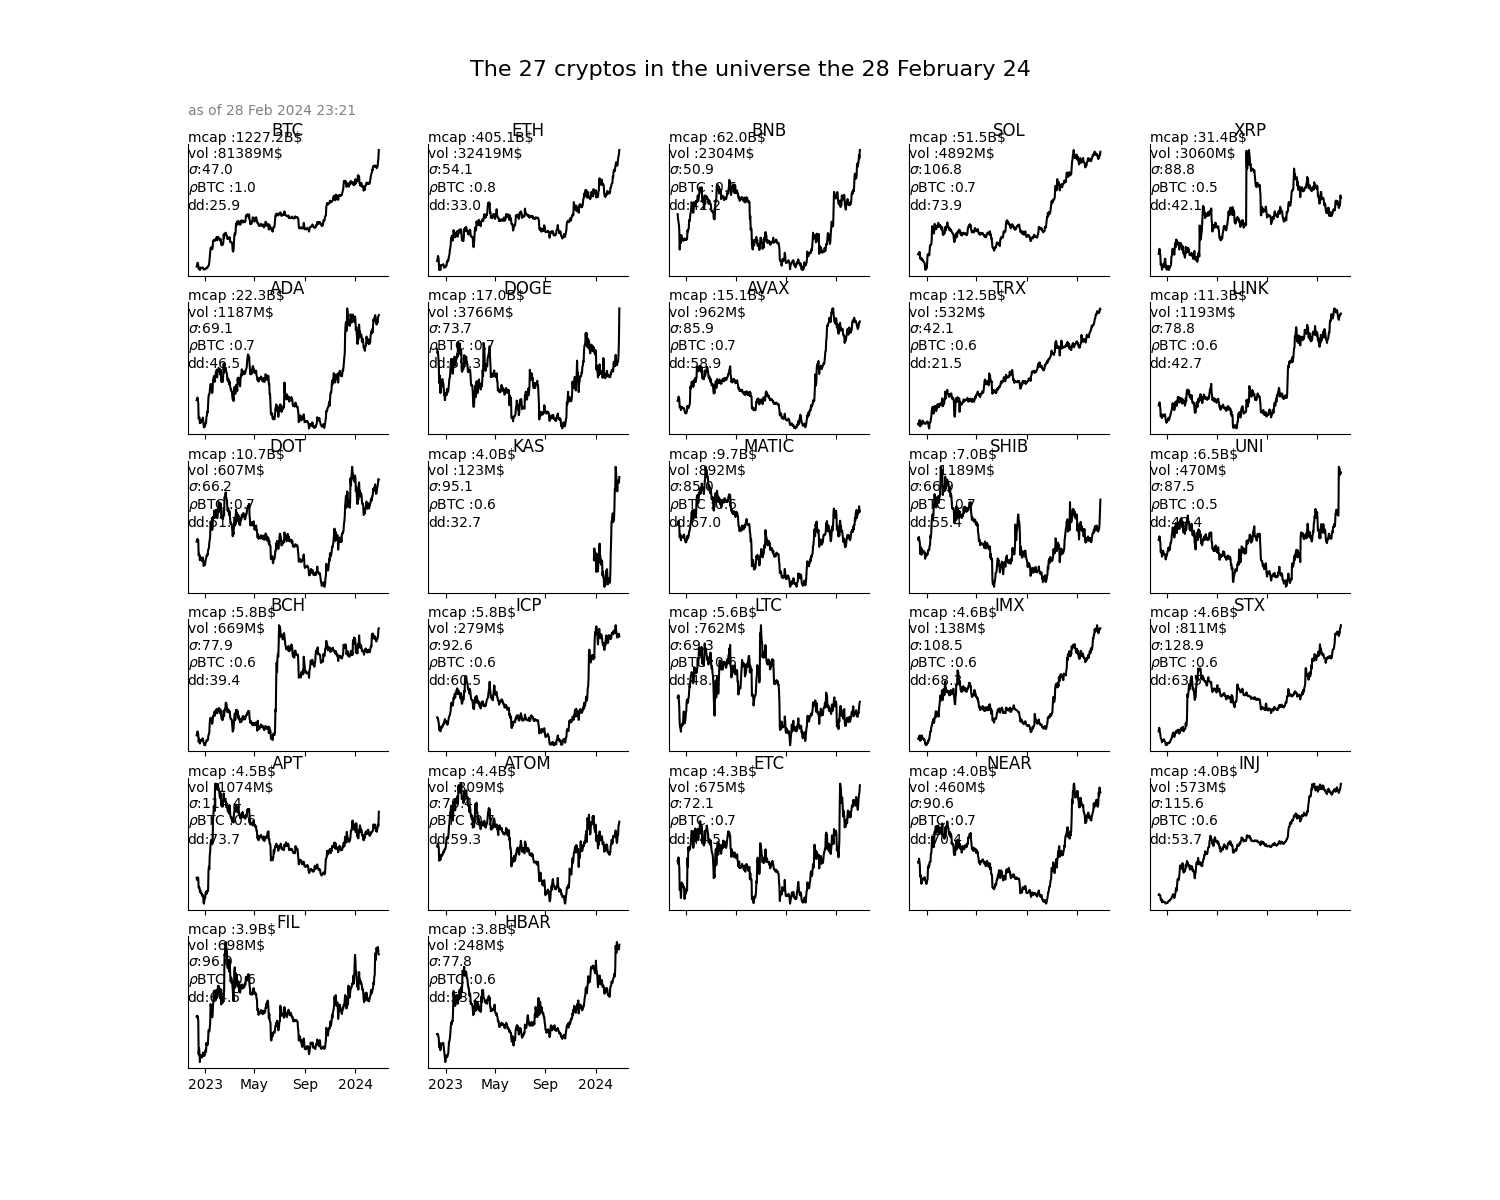 The 27 cryptos in the universe the 28 February 24
as of 28 Feb 2024 23:21
BTC
mcap :1227.2B$
vol :81389M$
σ:47.0
ρBTC :1.0
dd:25.9
ETH
mcap :405.1B$
vol :32419M$
σ:54.1
ρBTC :0.8
dd:33.0
BNB
mcap :62.0B$
vol :2304M$
σ:50.9
ρBTC
SOL
mcap :51.5B$
vol :4892M$
σ:106.8
ρBTC :0.7
dd:73.9
XRP
mcap :31.4B$
vol :3060M$
σ:88.8
ρBTC :0.5
dd:42.1
ADA
mcap :22.3B$
vol :1187M$
σ:69.1
ρBTC :0.7
dd:46.5
DOGE
mcap :17.0B$
vol :3766M$
σ:73.7
ρBTC :0.7
AVAX
mcap :15.1B$
vol :962M$
σ:85.9
ρBTC :0.7
dd:58.9
TRX
mcap :12.5B$
vol :532M$
σ:42.1
ρBTC :0.6
dd:21.5
LINK
mcap :11.3B$
vol :1193M$
σ:78.8
ρBTC :0.6
dd:42.7
DOT
mcap :10.7B$
vol :607M$
σ:66.2
ρBTC :0.7
KAS
mcap :4.0B$
vol :123M$
σ:95.1
ρBTC :0.6
dd:32.7
MATIC
mcap :9.7B$
vol :892M$
ρBTC
dd:67.0
SHIB
mcap :7.0B$
vol :1189M$
ρBTC :0.7
dd:55.4
UNI
mcap :6.5B$
vol :470M$
σ:87.5
ρBTC :0.5
BCH
mcap :5.8B$
vol :669M$
σ:77.9
ρBTC :0.6
dd:39.4
ICP
mcap :5.8B$
vol :279M$
σ:92.6
ρBTC :0.6
dd:60.5
LTC
mcap :5.6B$
vol :762M$
σ:69.3
ρBTC
IMX
mcap :4.6B$
vol :138M$
σ:108.5
ρBTC :0.6
STX
mcap :4.6B$
vol :811M$
σ:128.9
ρBTC :0.6
APT
mcap :4.5B$
vol :1074M$
ρBTC
dd:73.7
ATOM
mcap :4.4B$
ρBTC
dd:59.3
ETC
mcap :4.3B$
vol :675M$
σ:72.1
ρBTC :0.7
NEAR
mcap :4.0B$
vol :460M$
σ:90.6
ρBTC :0.7
INJ
mcap :4.0B$
vol :573M$
σ:115.6
ρBTC :0.6
dd:53.7
FIL
mcap :3.9B$
vol :698M$
ρBTC
HBAR
mcap :3.8B$
vol :248M$
σ:77.8
ρBTC :0.6
2023 May Sep 2024
2023 May Sep 2024